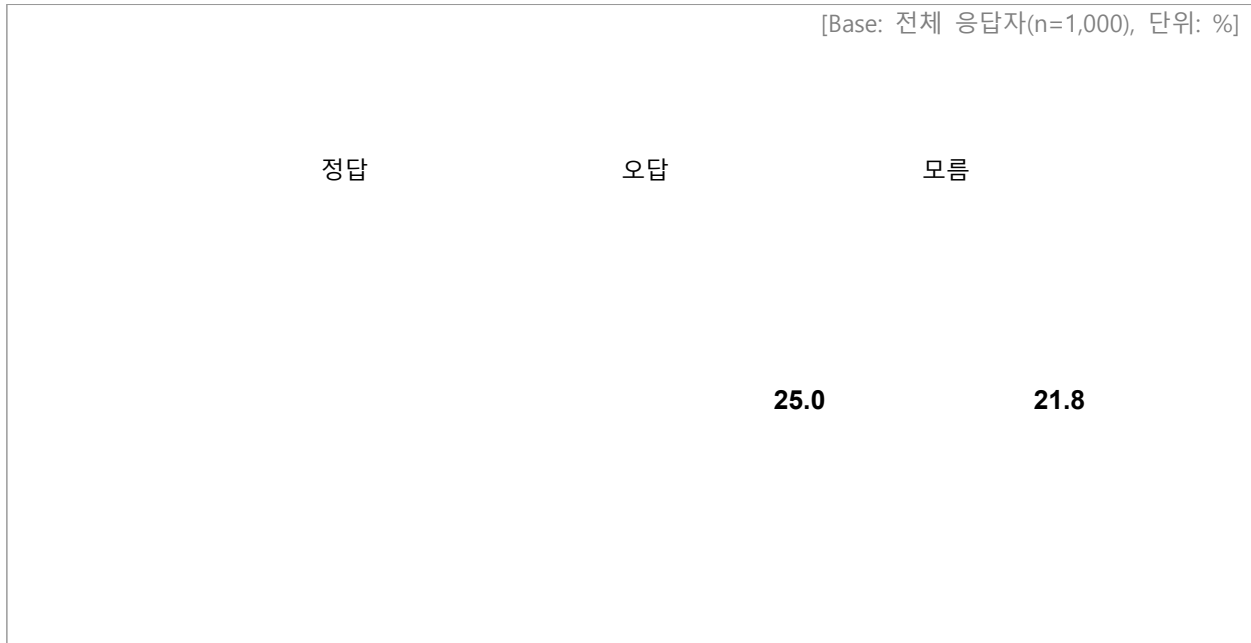 [Base: 전체 응답자(n=1,000), 단위: %]
정답 오답 모름
25.0 21.8